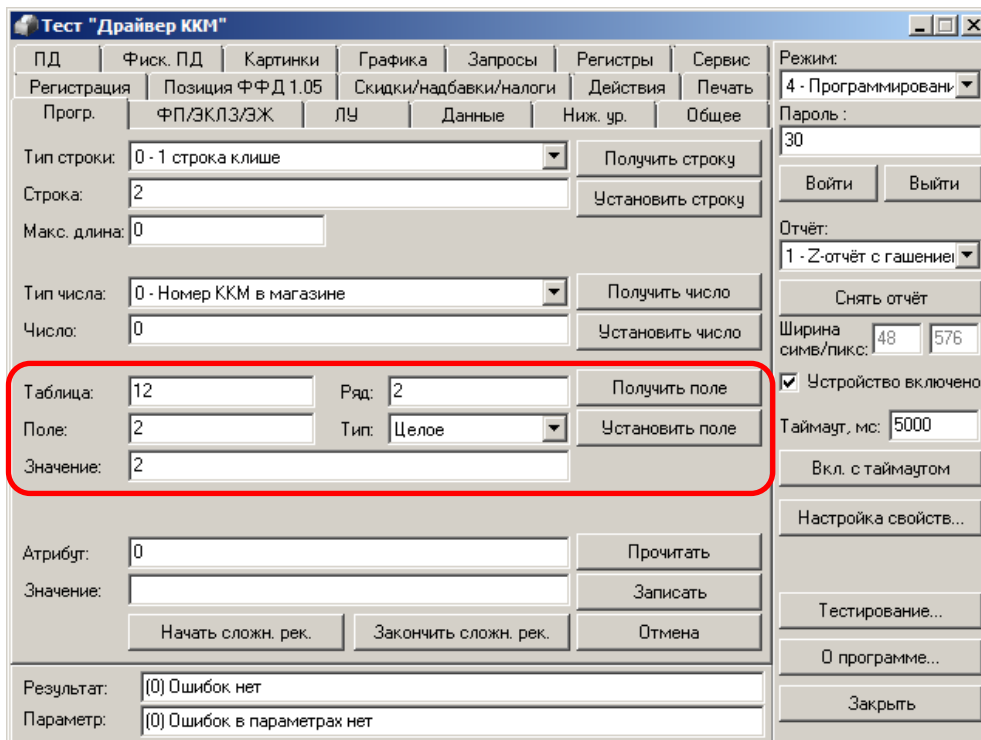 Тест "Драйвер ККМ"
ПД Фиск. ПД Картинки Графика Запросы Регистры Сервис
Регистрация Позиция ФФД 1.05 Скидки/надбавки/налоги Действия Печать
Прогр. ФП/ЭКЛЗ/ЭЖ ЛУ Данные Ниж. ур. Общее
Тип строки: 0 - 1 строка клише Получить строку
Строка: 2 Установить строку
Макс. длина: 0
Тип числа: 0 - Номер ККМ в магазине Получить число
Число: 0 Установить число
Таблица: 12 Ряд: 2 Получить поле
Поле: 2 Тип: Целое Установить поле
Значение: 2
Атрибут: 0 Прочитать
Значение: Записать
Начать сложн. рек. Закончить сложн. рек. Отмена
Результат: (0) Ошибок нет
Параметр: (0) Ошибок в параметрах нет
Режим:
4 - Программировани
Пароль :
30
Войти Выйти
Отчёт:
1 - Z-отчёт с гашением
Снять отчёт
Ширина
симв/пикс: 48 576
Устройство включено
Таймаут, мс: 5000
Вкл. с таймаутом
Настройка свойств...
Тестирование...
О программе...
Закрыть